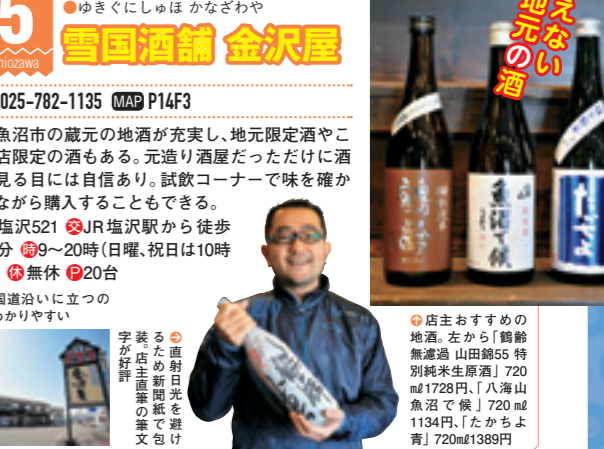 5
hiozawa
●ゆきぐにしゅほ かなざわや
雪国酒舗 金沢屋
025-782-1135 MAP P14F3
魚沼市の蔵元の地酒が充実し、地元限定酒やこ
店限定の酒もある。元造り酒屋だっただけに酒
見る目には自信あり。試飲コーナーで味を確か
ながら購入することもできる。
塩沢521 交JR塩沢駅から徒歩
分 時9〜20時(日曜、祝日は10時
休無休 P20台
国道沿いに立つの
わかりやすい
直射日光を避け
るため新聞紙で包
装。店主直筆の筆文
字が好評
えない
地元の酒
魚沼で候
店主おすすめの
地酒。左から「鶴齢
無濾過 山田錦55 特
別純米生原酒」720
㎖1728円、「八海山
魚沼で候」720㎖
1134円、「たかちよ
青」720㎖1389円